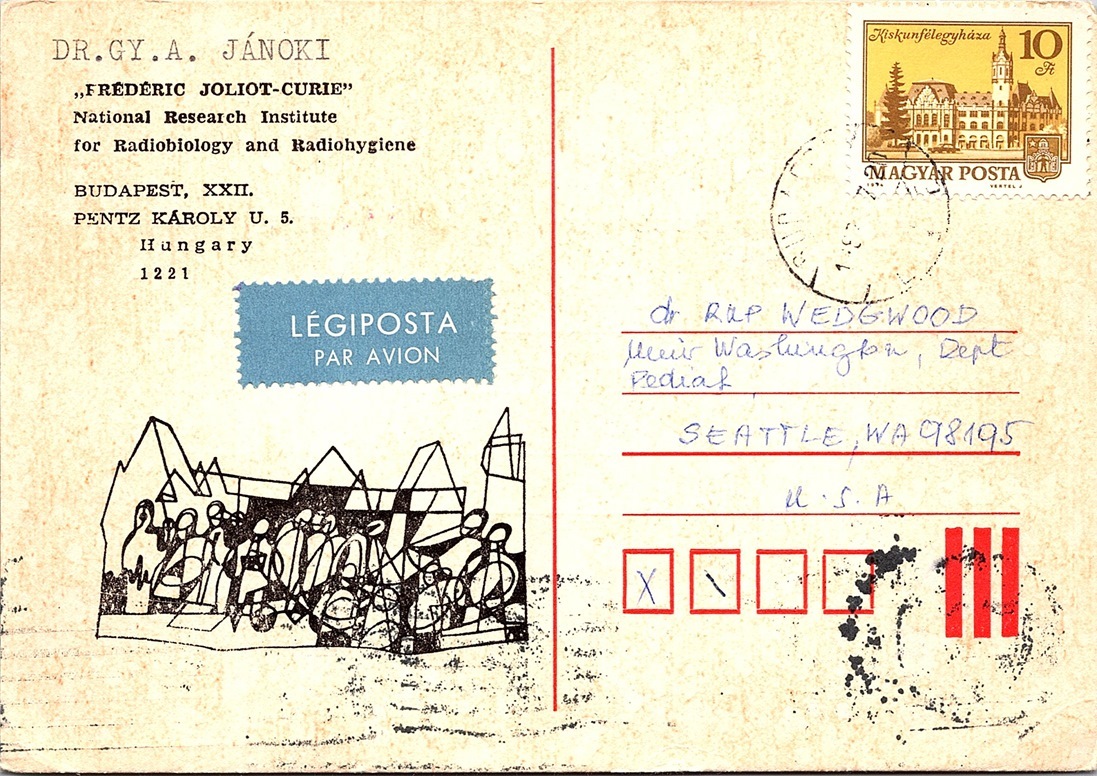 DR.GY.A. JÁNOKI
„FRÉDÉRIC JOLIOT-CURIE”
National Research Institute
for Radiobiology and Radiohygiene
BUDAPEST, XXII.
PENTZ KÁROLY U. 5.
Hungary
1221
LÉGIPOSTA
PAR AVION
Kiskunfélegyháza
10
Ft
MAGYAR POSTA
VERTEL J
dr. WEDGWOOD
Univ Washington, Dept
Pediat
SEATTLE, WA 98195
U.S.A
X